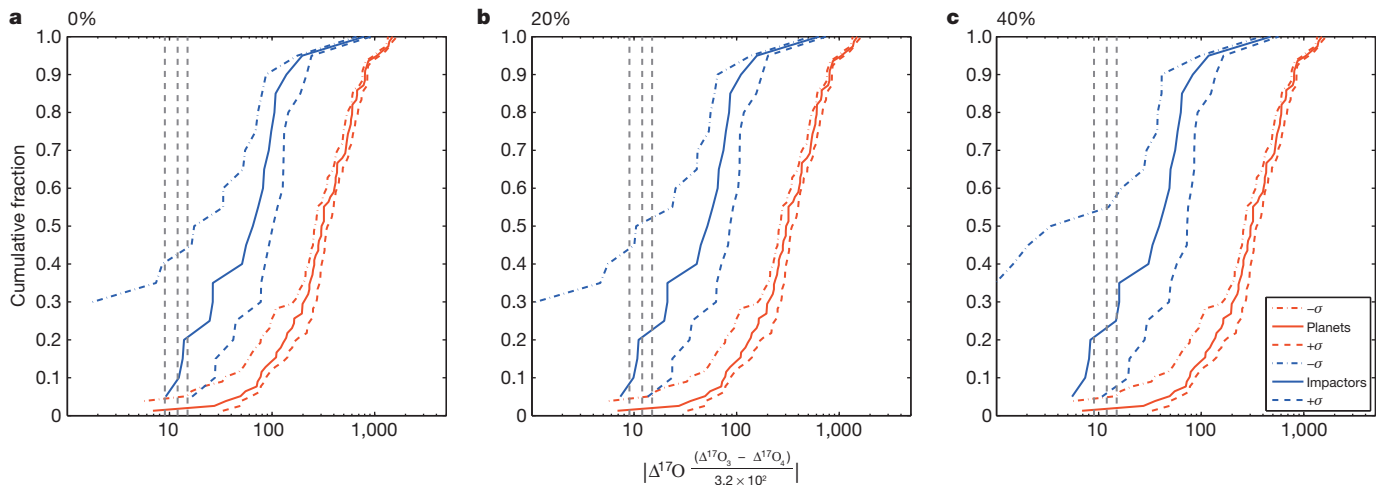 a 0%
1.0
0.9
0.8
0.7
0.6
0.5
0.4
0.3
0.2
0.1
0
Cumulative fraction
10 100 1,000
b 20%
1.0
0.9
0.8
0.7
0.6
0.5
0.4
0.3
0.2
0.1
0
10 100 1,000
|Δ¹⁷O (Δ¹⁷O₃ − Δ¹⁷O₄) / 3.2 × 10²|
c 40%
1.0
0.9
0.8
0.7
0.6
0.5
0.4
0.3
0.2
0.1
0
10 100 1,000
−σ
Planets
+σ
−σ
Impactors
+σ